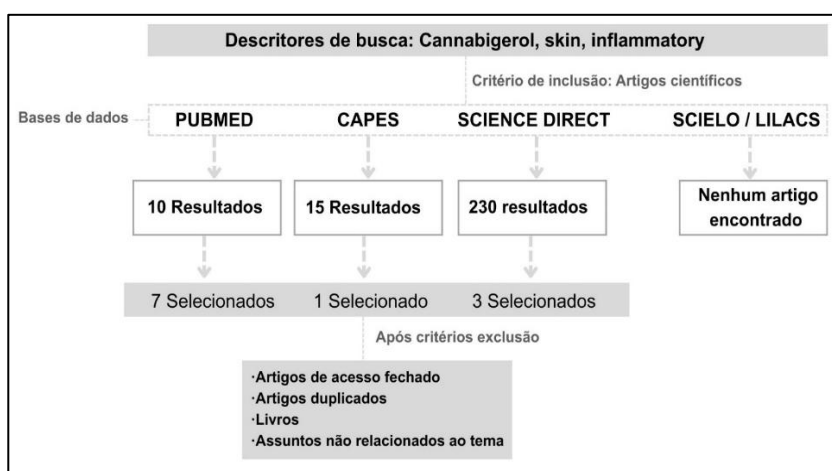 Descritores de busca: Cannabigerol, skin, inflammatory
Critério de inclusão: Artigos científicos
Bases de dados
PUBMED CAPES SCIENCE DIRECT SCIELO / LILACS
10 Resultados 15 Resultados 230 resultados Nenhum artigo
encontrado
7 Selecionados 1 Selecionado 3 Selecionados
Após critérios exclusão
·Artigos de acesso fechado
·Artigos duplicados
·Livros
·Assuntos não relacionados ao tema